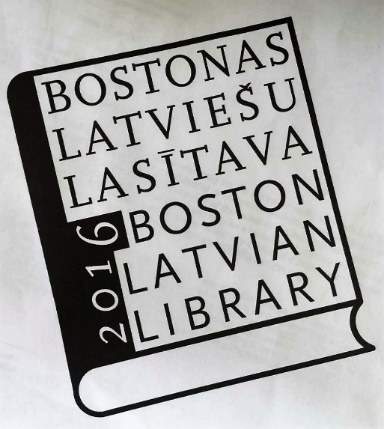 BOSTONAS
LATVIEŠU
LASĪTAVA
2016
BOSTON
LATVIAN
LIBRARY